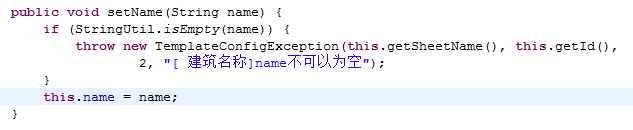 public void setName(String name) {
if (StringUtil.isEmpty(name)) {
throw new TemplateConfigException(this.getSheetName(), this.getId(),
2, "[ 建筑名称]name不可以为空");
}
this.name = name;
}